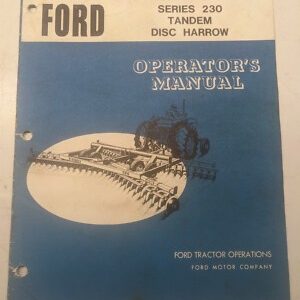 FORD
SERIES 230
TANDEM
DISC HARROW
OPERATOR'S
MANUAL
FORD TRACTOR OPERATIONS
FORD MOTOR COMPANY